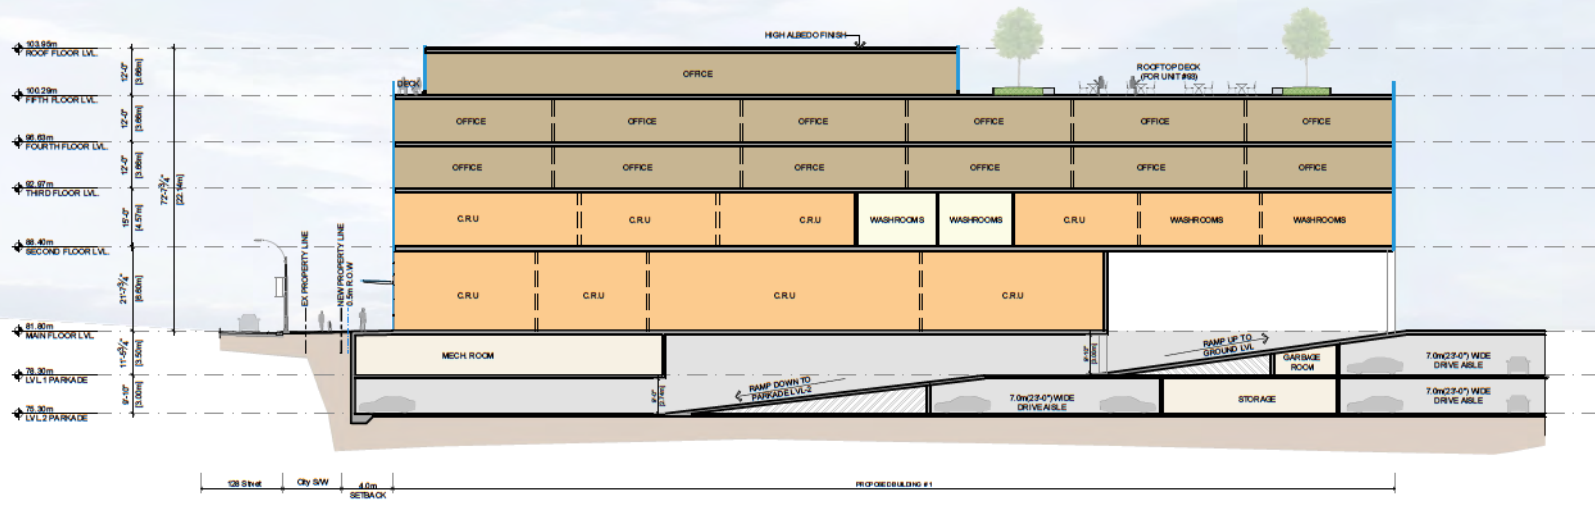 103.95m
ROOF FLOOR LVL.
100.29m
FIFTH FLOOR LVL.
96.63m
FOURTH FLOOR LVL.
92.97m
THIRD FLOOR LVL.
88.40m
SECOND FLOOR LVL.
81.80m
MAIN FLOOR LVL.
78.30m
LVL.1 PARKADE
75.30m
LVL.2 PARKADE
12'-0"
[3.66m]
12'-0"
[3.66m]
12'-0"
[3.66m]
15'-0"
[4.57m]
21'-7¾"
[6.60m]
11'-5¾"
[3.50m]
9'-10"
[3.00m]
72'-7¾"
[22.14m]
EX PROPERTY LINE
NEW PROPERTY LINE
0.5m R.O.W
HIGH ALBEDO FINISH
DECK
OFFICE
ROOFTOP DECK
(FOR UNIT #93)
OFFICE OFFICE OFFICE OFFICE OFFICE OFFICE
OFFICE OFFICE OFFICE OFFICE OFFICE OFFICE
C.R.U C.R.U C.R.U WASHROOMS WASHROOMS C.R.U WASHROOMS WASHROOMS
C.R.U C.R.U C.R.U C.R.U
MECH. ROOM
9'-10"
[3.00m]
RAMP UP TO
GROUND LVL
GARBAGE
ROOM
7.0m(23'-0") WIDE
DRIVE AISLE
9'-0"
RAMP DOWN TO
PARKADE LVL-2
7.0m(23'-0") WIDE
DRIVE AISLE
STORAGE
7.0m(23'-0") WIDE
DRIVE AISLE
128 Street
City S/W
4.0m
SETBACK
PROPOSED BUILDING #1